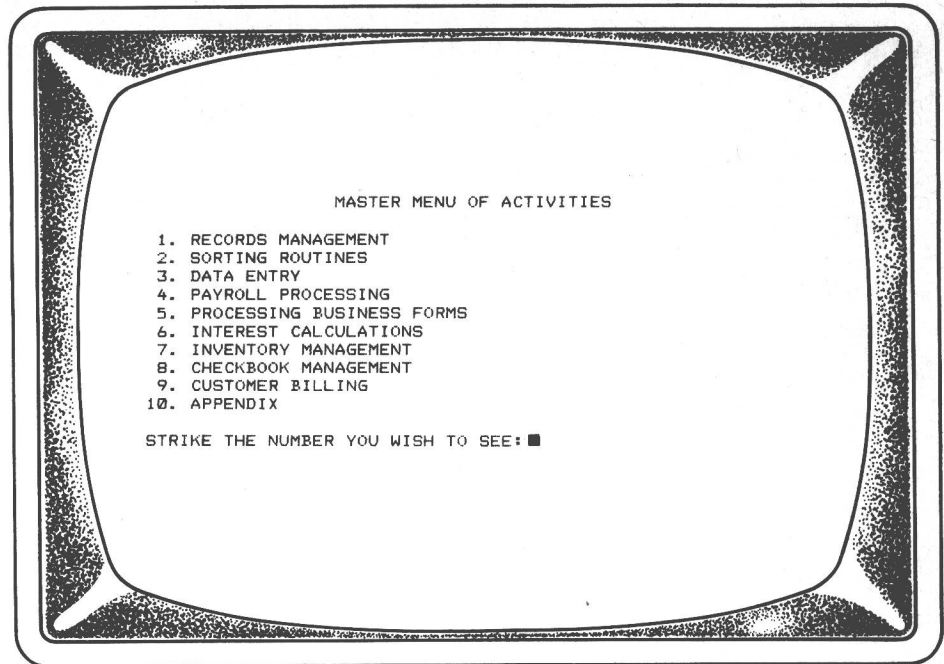 MASTER MENU OF ACTIVITIES
1. RECORDS MANAGEMENT
2. SORTING ROUTINES
3. DATA ENTRY
4. PAYROLL PROCESSING
5. PROCESSING BUSINESS FORMS
6. INTEREST CALCULATIONS
7. INVENTORY MANAGEMENT
8. CHECKBOOK MANAGEMENT
9. CUSTOMER BILLING
10. APPENDIX
STRIKE THE NUMBER YOU WISH TO SEE: